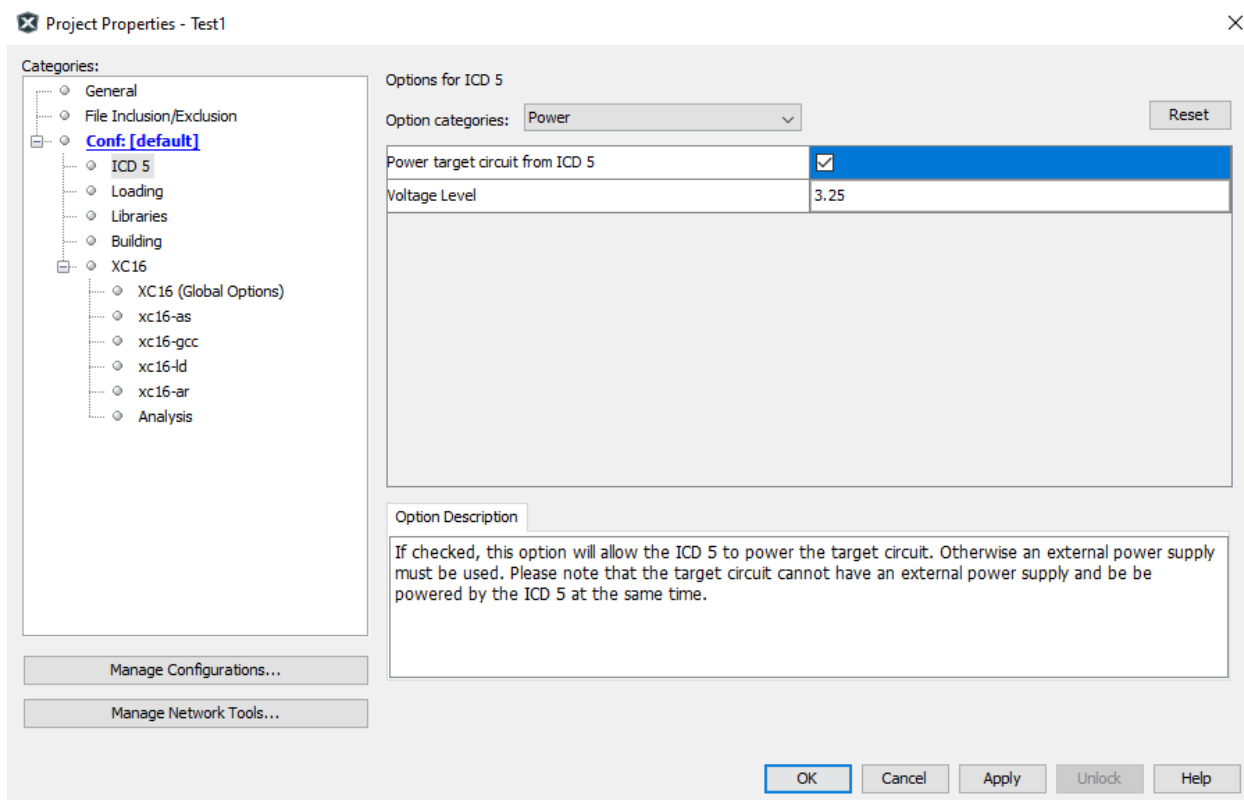 Project Properties - Test1
Categories:
General
File Inclusion/Exclusion
Conf: [default]
ICD 5
Loading
Libraries
Building
XC16
XC16 (Global Options)
xc16-as
xc16-gcc
xc16-ld
xc16-ar
Analysis
Manage Configurations...
Manage Network Tools...
Options for ICD 5
Option categories: Power
Reset
Power target circuit from ICD 5
Voltage Level 3.25
Option Description
If checked, this option will allow the ICD 5 to power the target circuit. Otherwise an external power supply
must be used. Please note that the target circuit cannot have an external power supply and be be
powered by the ICD 5 at the same time.
OK Cancel Apply Unlock Help